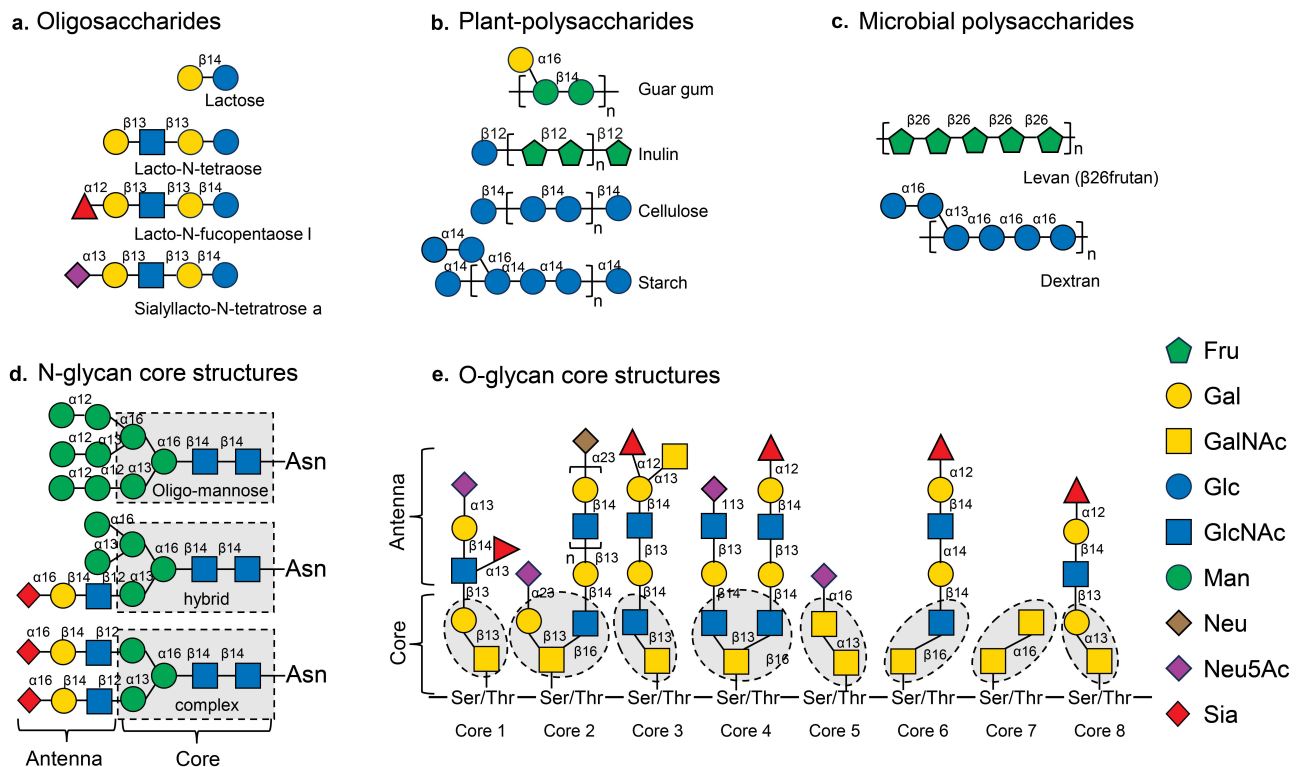 a. Oligosaccharides
β14
Lactose
β13 β13
Lacto-N-tetraose
α12 β13 β13 β14
Lacto-N-fucopentaose I
α13 β13 β13 β14
Sialyllacto-N-tetratrose a
b. Plant-polysaccharides
α16
β14
n
Guar gum
β12 β12 β12
n
Inulin
β14 β14 β14
n
Cellulose
α14
α16
α14 α14 α14 α14
n
Starch
c. Microbial polysaccharides
β26 β26 β26 β26
n
Levan (β26frutan)
α16
α13 α16 α16 α16
n
Dextran
d. N-glycan core structures
α12
α16
α12 α13 α16 β14 β14
Asn
α12 α12 α13
Oligo-mannose
α16
α13 α16 β14 β14
Asn
α16 β14 β12 α13
hybrid
α16 β14 β12
α16 β14 β14
Asn
α16 β14 β12 α13
complex
Antenna Core
e. O-glycan core structures
Antenna
Core
α13
β14
α13
β13
β13
Ser/Thr
Core 1
α23
β14
n
β13
β14
α23
β13
β16
Ser/Thr
Core 2
α12
α13
β14
β13
β14
β13
Ser/Thr
Core 3
113
β13
β14
α12
β14
β13
β14
β13
β16
Ser/Thr
Core 4
α16
α13
Ser/Thr
Core 5
α12
β14
α14
β14
β16
Ser/Thr
Core 6
α16
Ser/Thr
Core 7
α12
β14
β13
α13
Ser/Thr
Core 8
Fru
Gal
GalNAc
Glc
GlcNAc
Man
Neu
Neu5Ac
Sia